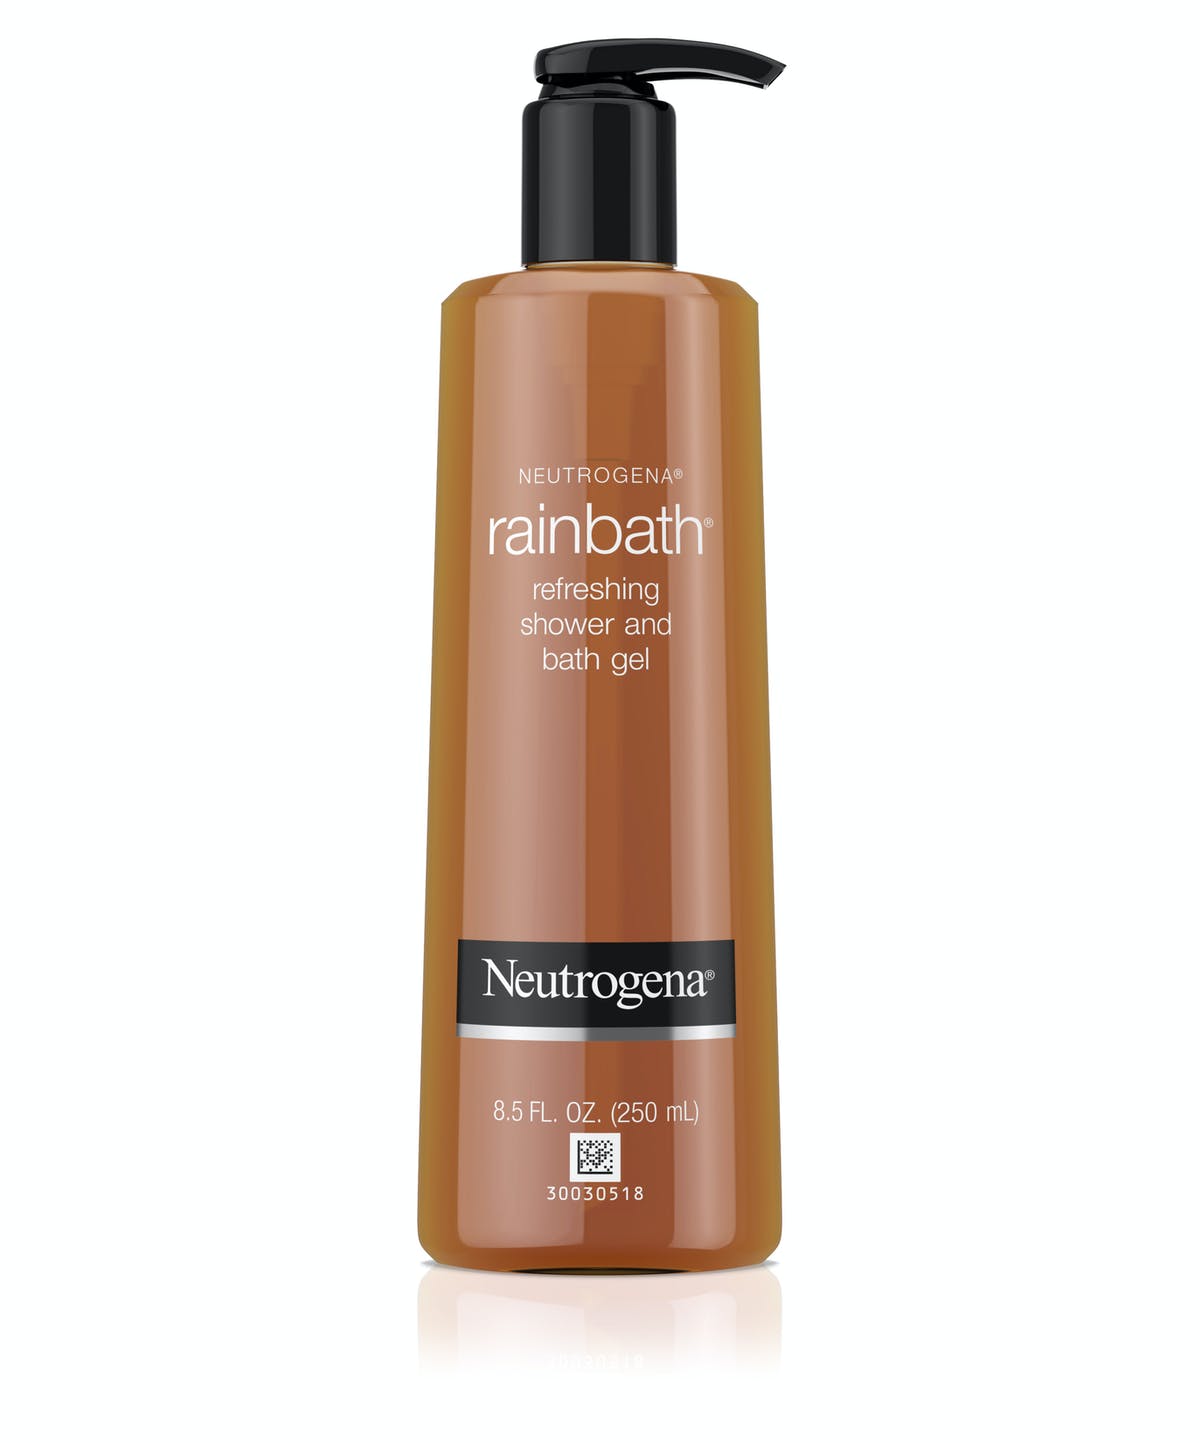 NEUTROGENA®
rainbath®
refreshing
shower and
bath gel
Neutrogena®
8.5 FL. OZ. (250 mL)
30030518